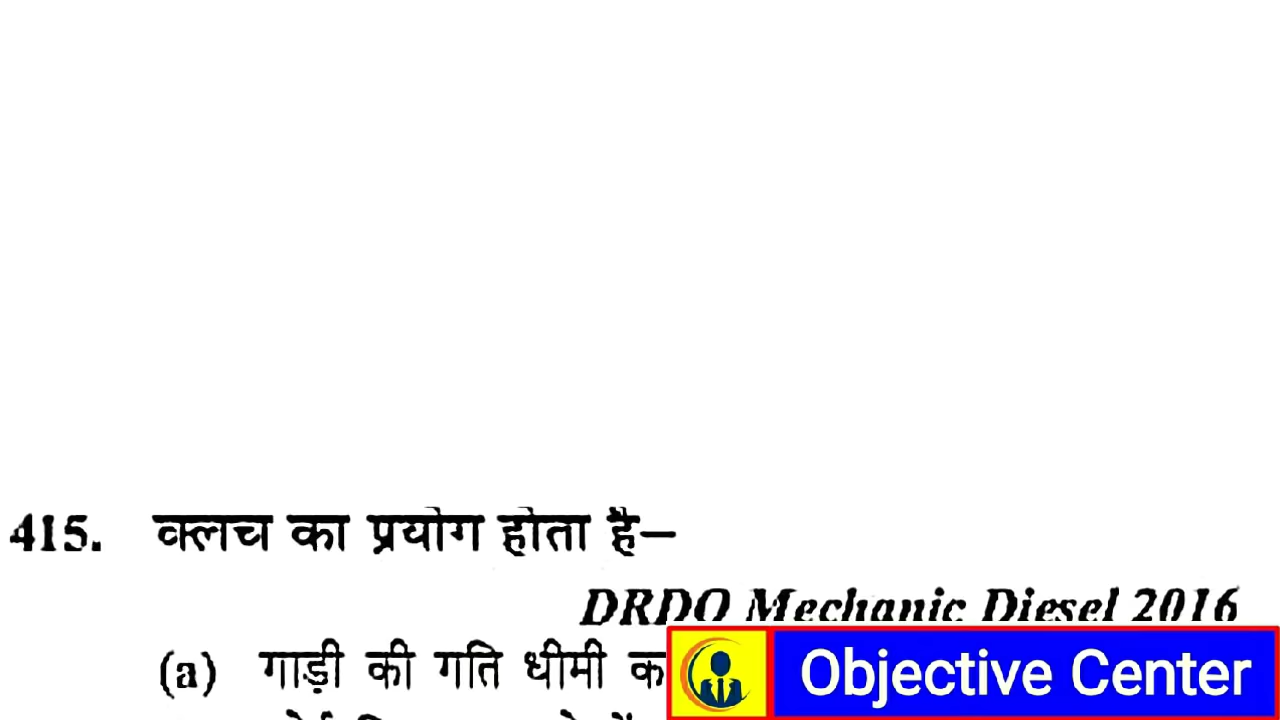 415. क्लच का प्रयोग होता है–
DRDO Mechanic Diesel 2016
(a) गाड़ी की गति धीमी
Objective Center